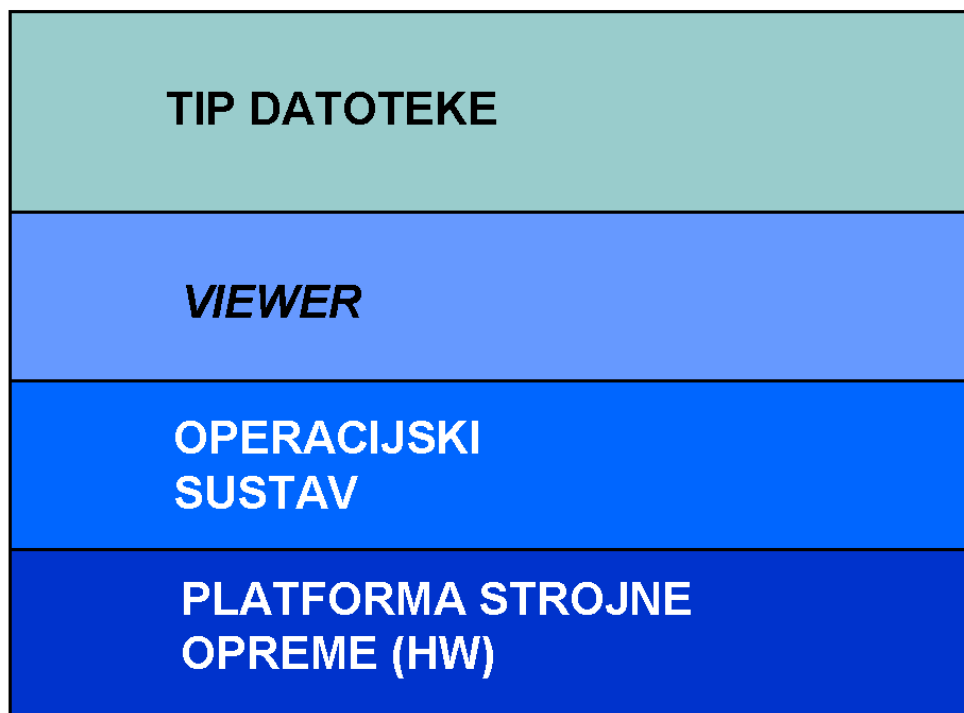 TIP DATOTEKE
VIEWER
OPERACIJSKI
SUSTAV
PLATFORMA STROJNE
OPREME (HW)